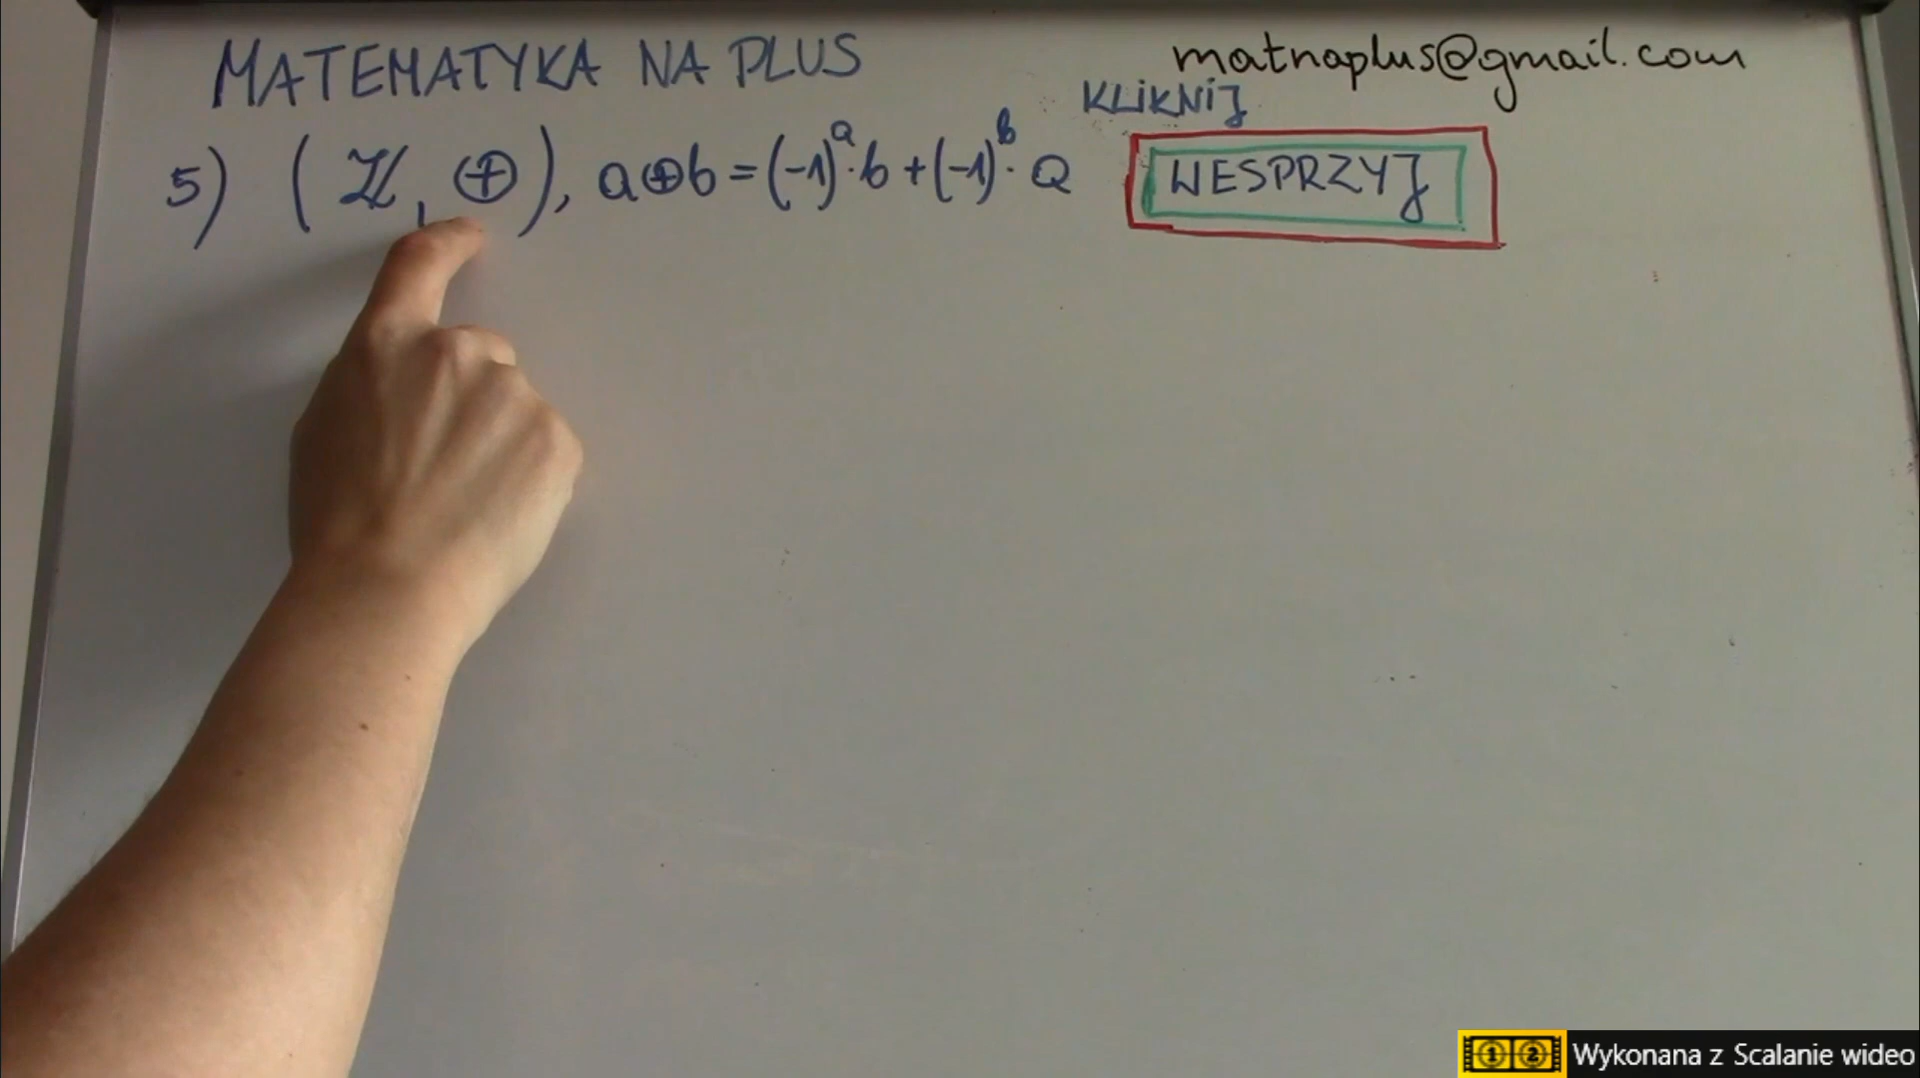 MATEMATYKA NA PLUS
matnaplus@gmail.com
KLIKNIJ
5) (ℤ, ⊕), a⊕b = (-1)^a · b + (-1)^b · a
WESPRZYJ
Wykonana z Scalanie wideo